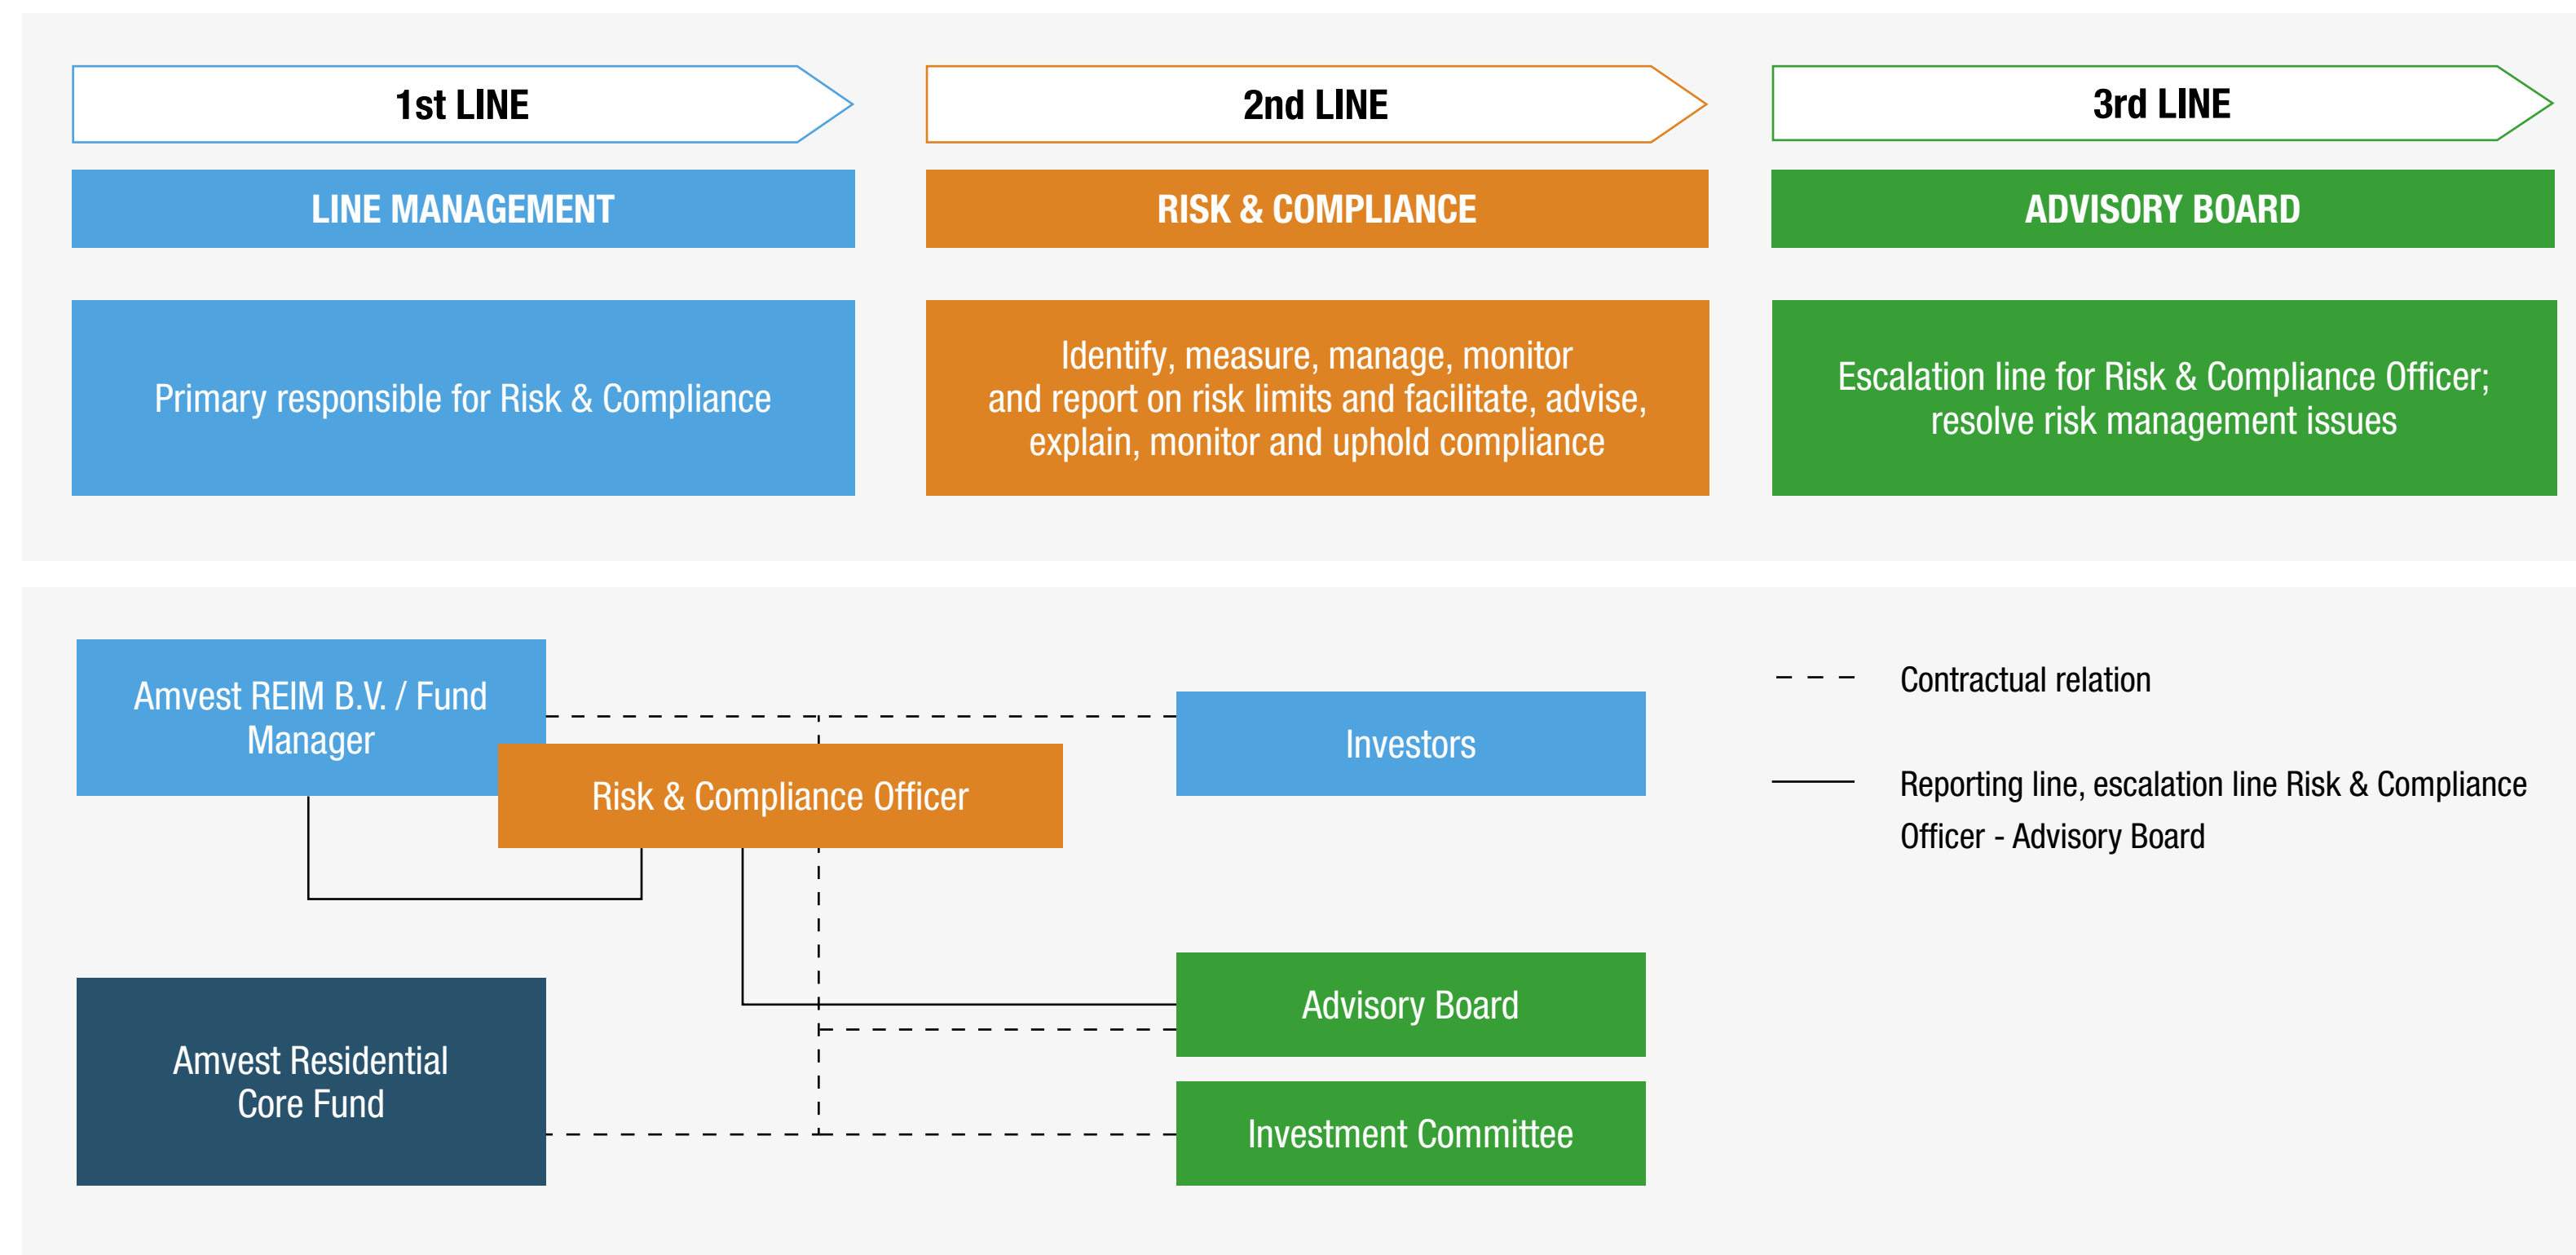 1st LINE
2nd LINE
3rd LINE
LINE MANAGEMENT
RISK & COMPLIANCE
ADVISORY BOARD
Primary responsible for Risk & Compliance
Identify, measure, manage, monitor
and report on risk limits and facilitate, advise,
explain, monitor and uphold compliance
Escalation line for Risk & Compliance Officer;
resolve risk management issues
Amvest REIM B.V. / Fund
Manager
Risk & Compliance Officer
Investors
Contractual relation
Reporting line, escalation line Risk & Compliance
Officer - Advisory Board
Amvest Residential
Core Fund
Advisory Board
Investment Committee